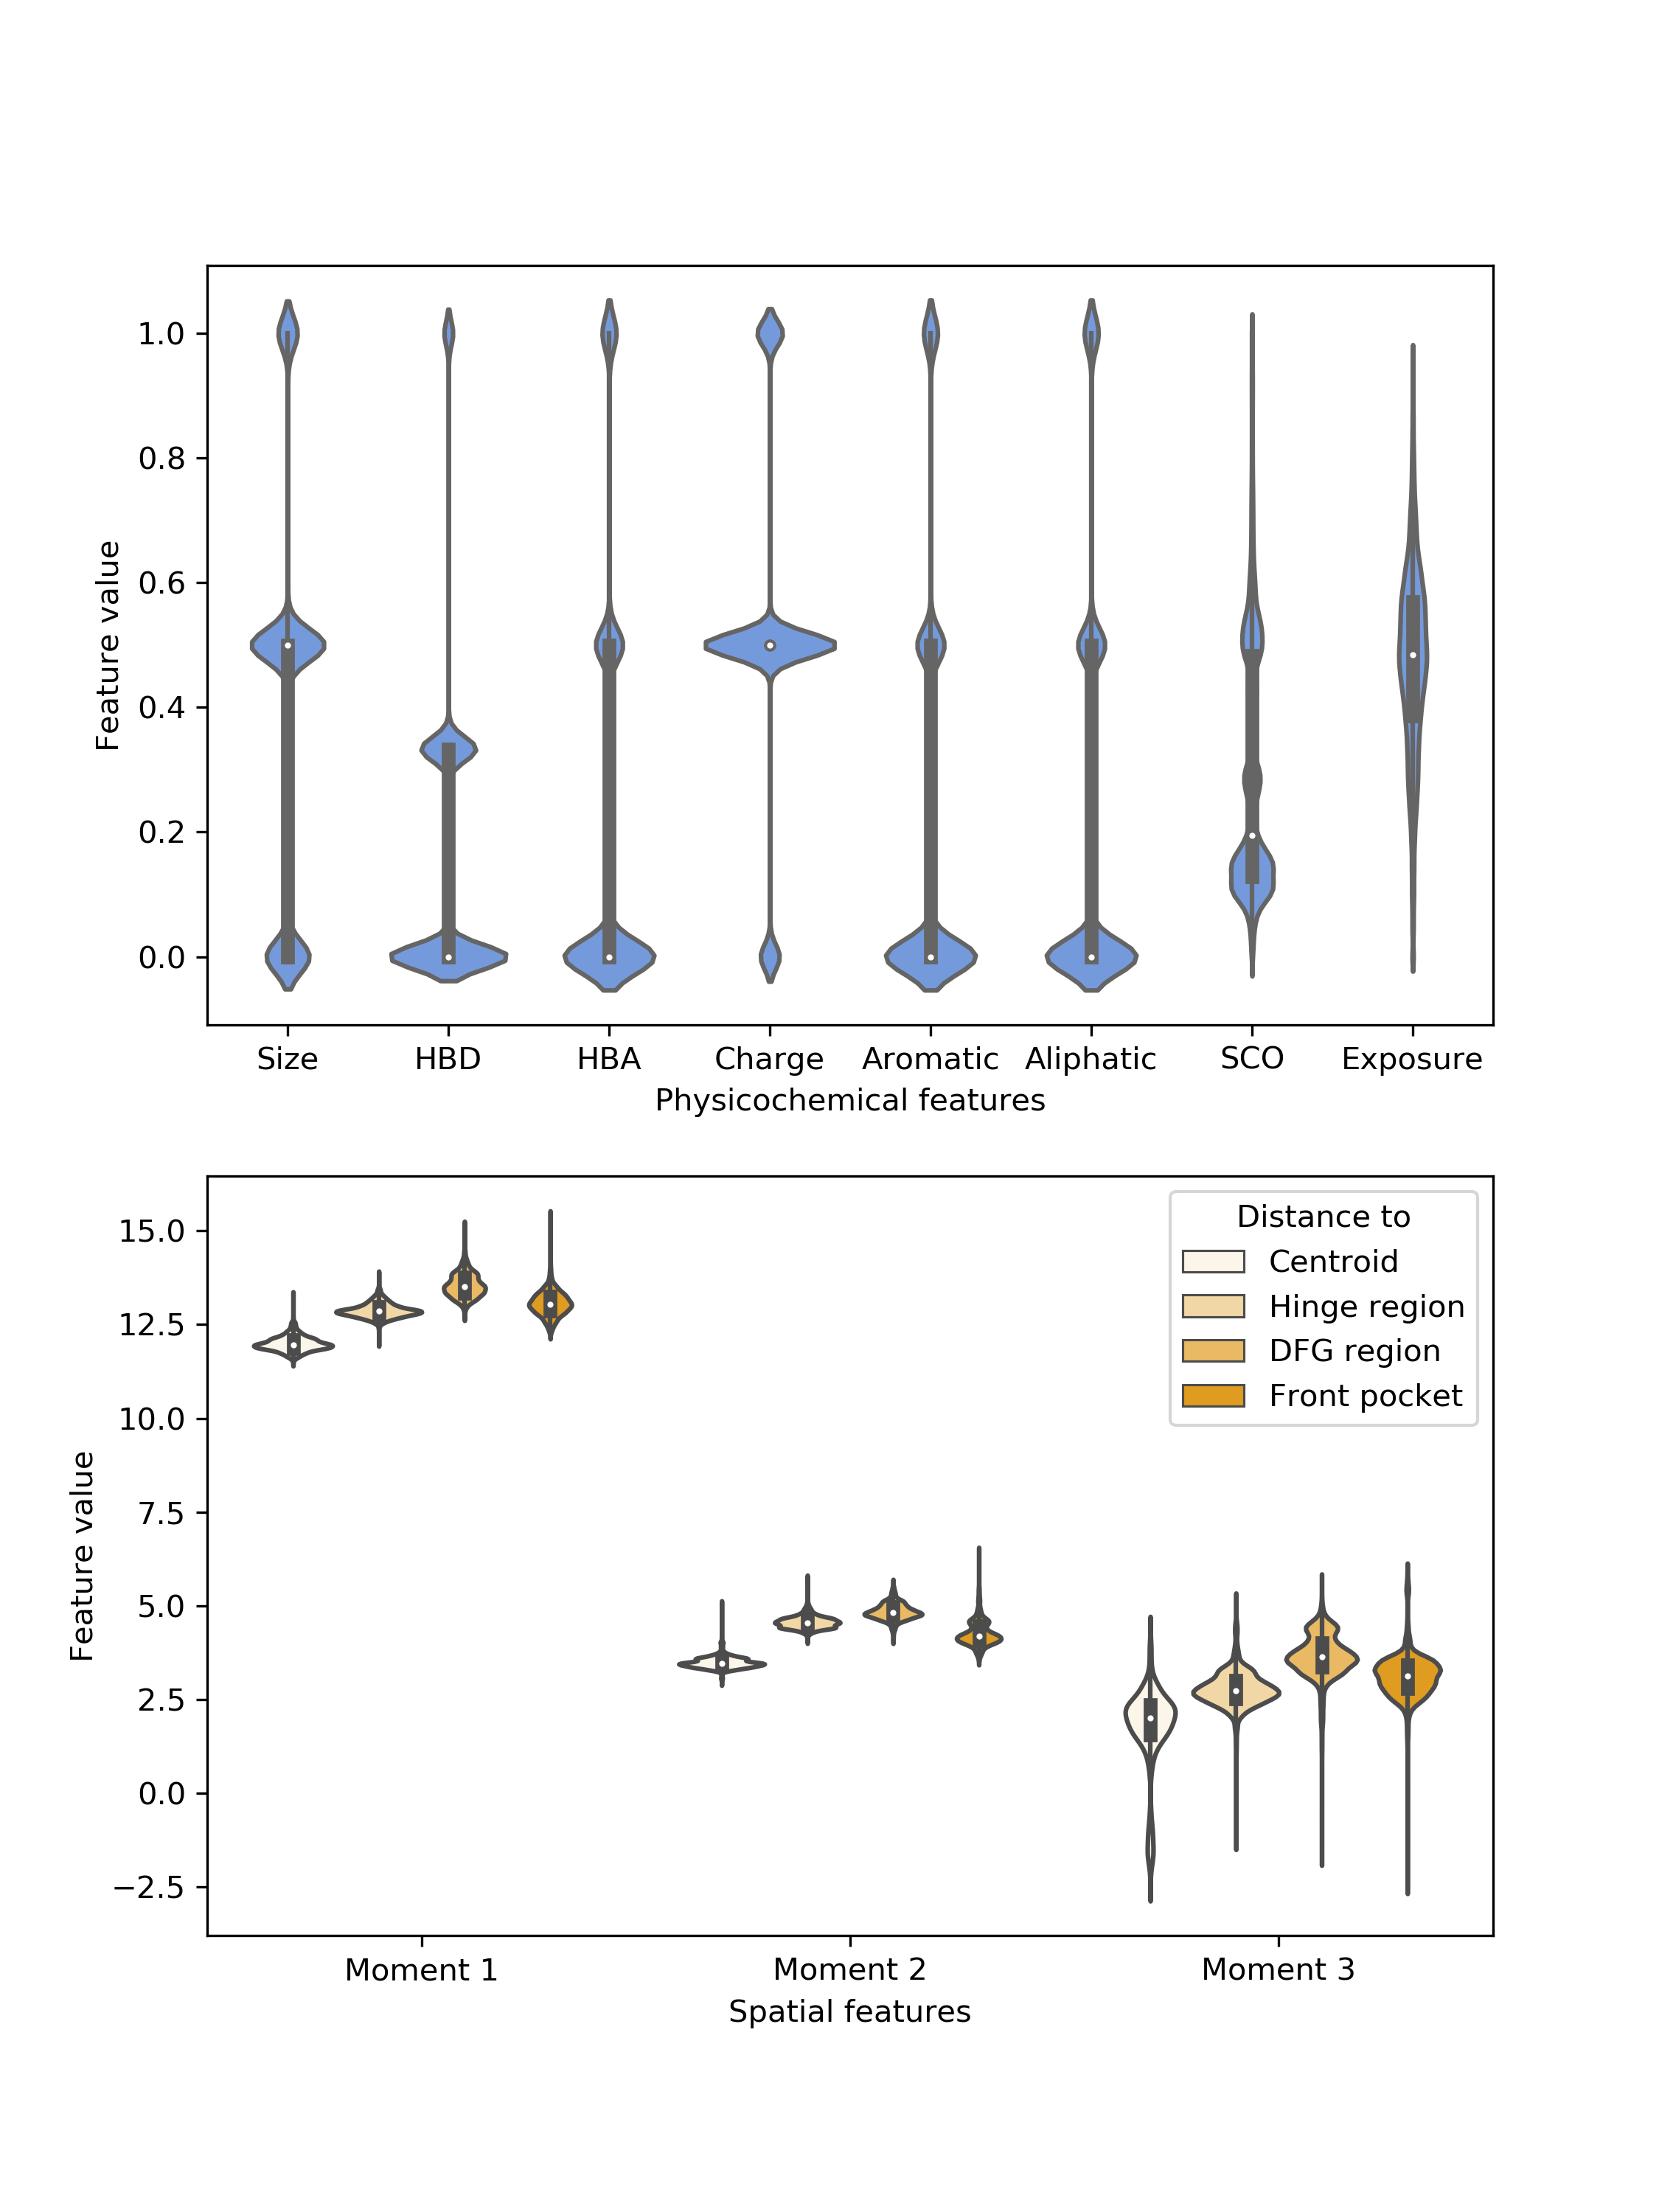 1.0
0.8
0.6
0.4
0.2
0.0
Feature value
Size HBD HBA Charge Aromatic Aliphatic SCO Exposure
Physicochemical features
15.0
12.5
10.0
7.5
5.0
2.5
0.0
−2.5
Feature value
Distance to
Centroid
Hinge region
DFG region
Front pocket
Moment 1 Moment 2 Moment 3
Spatial features